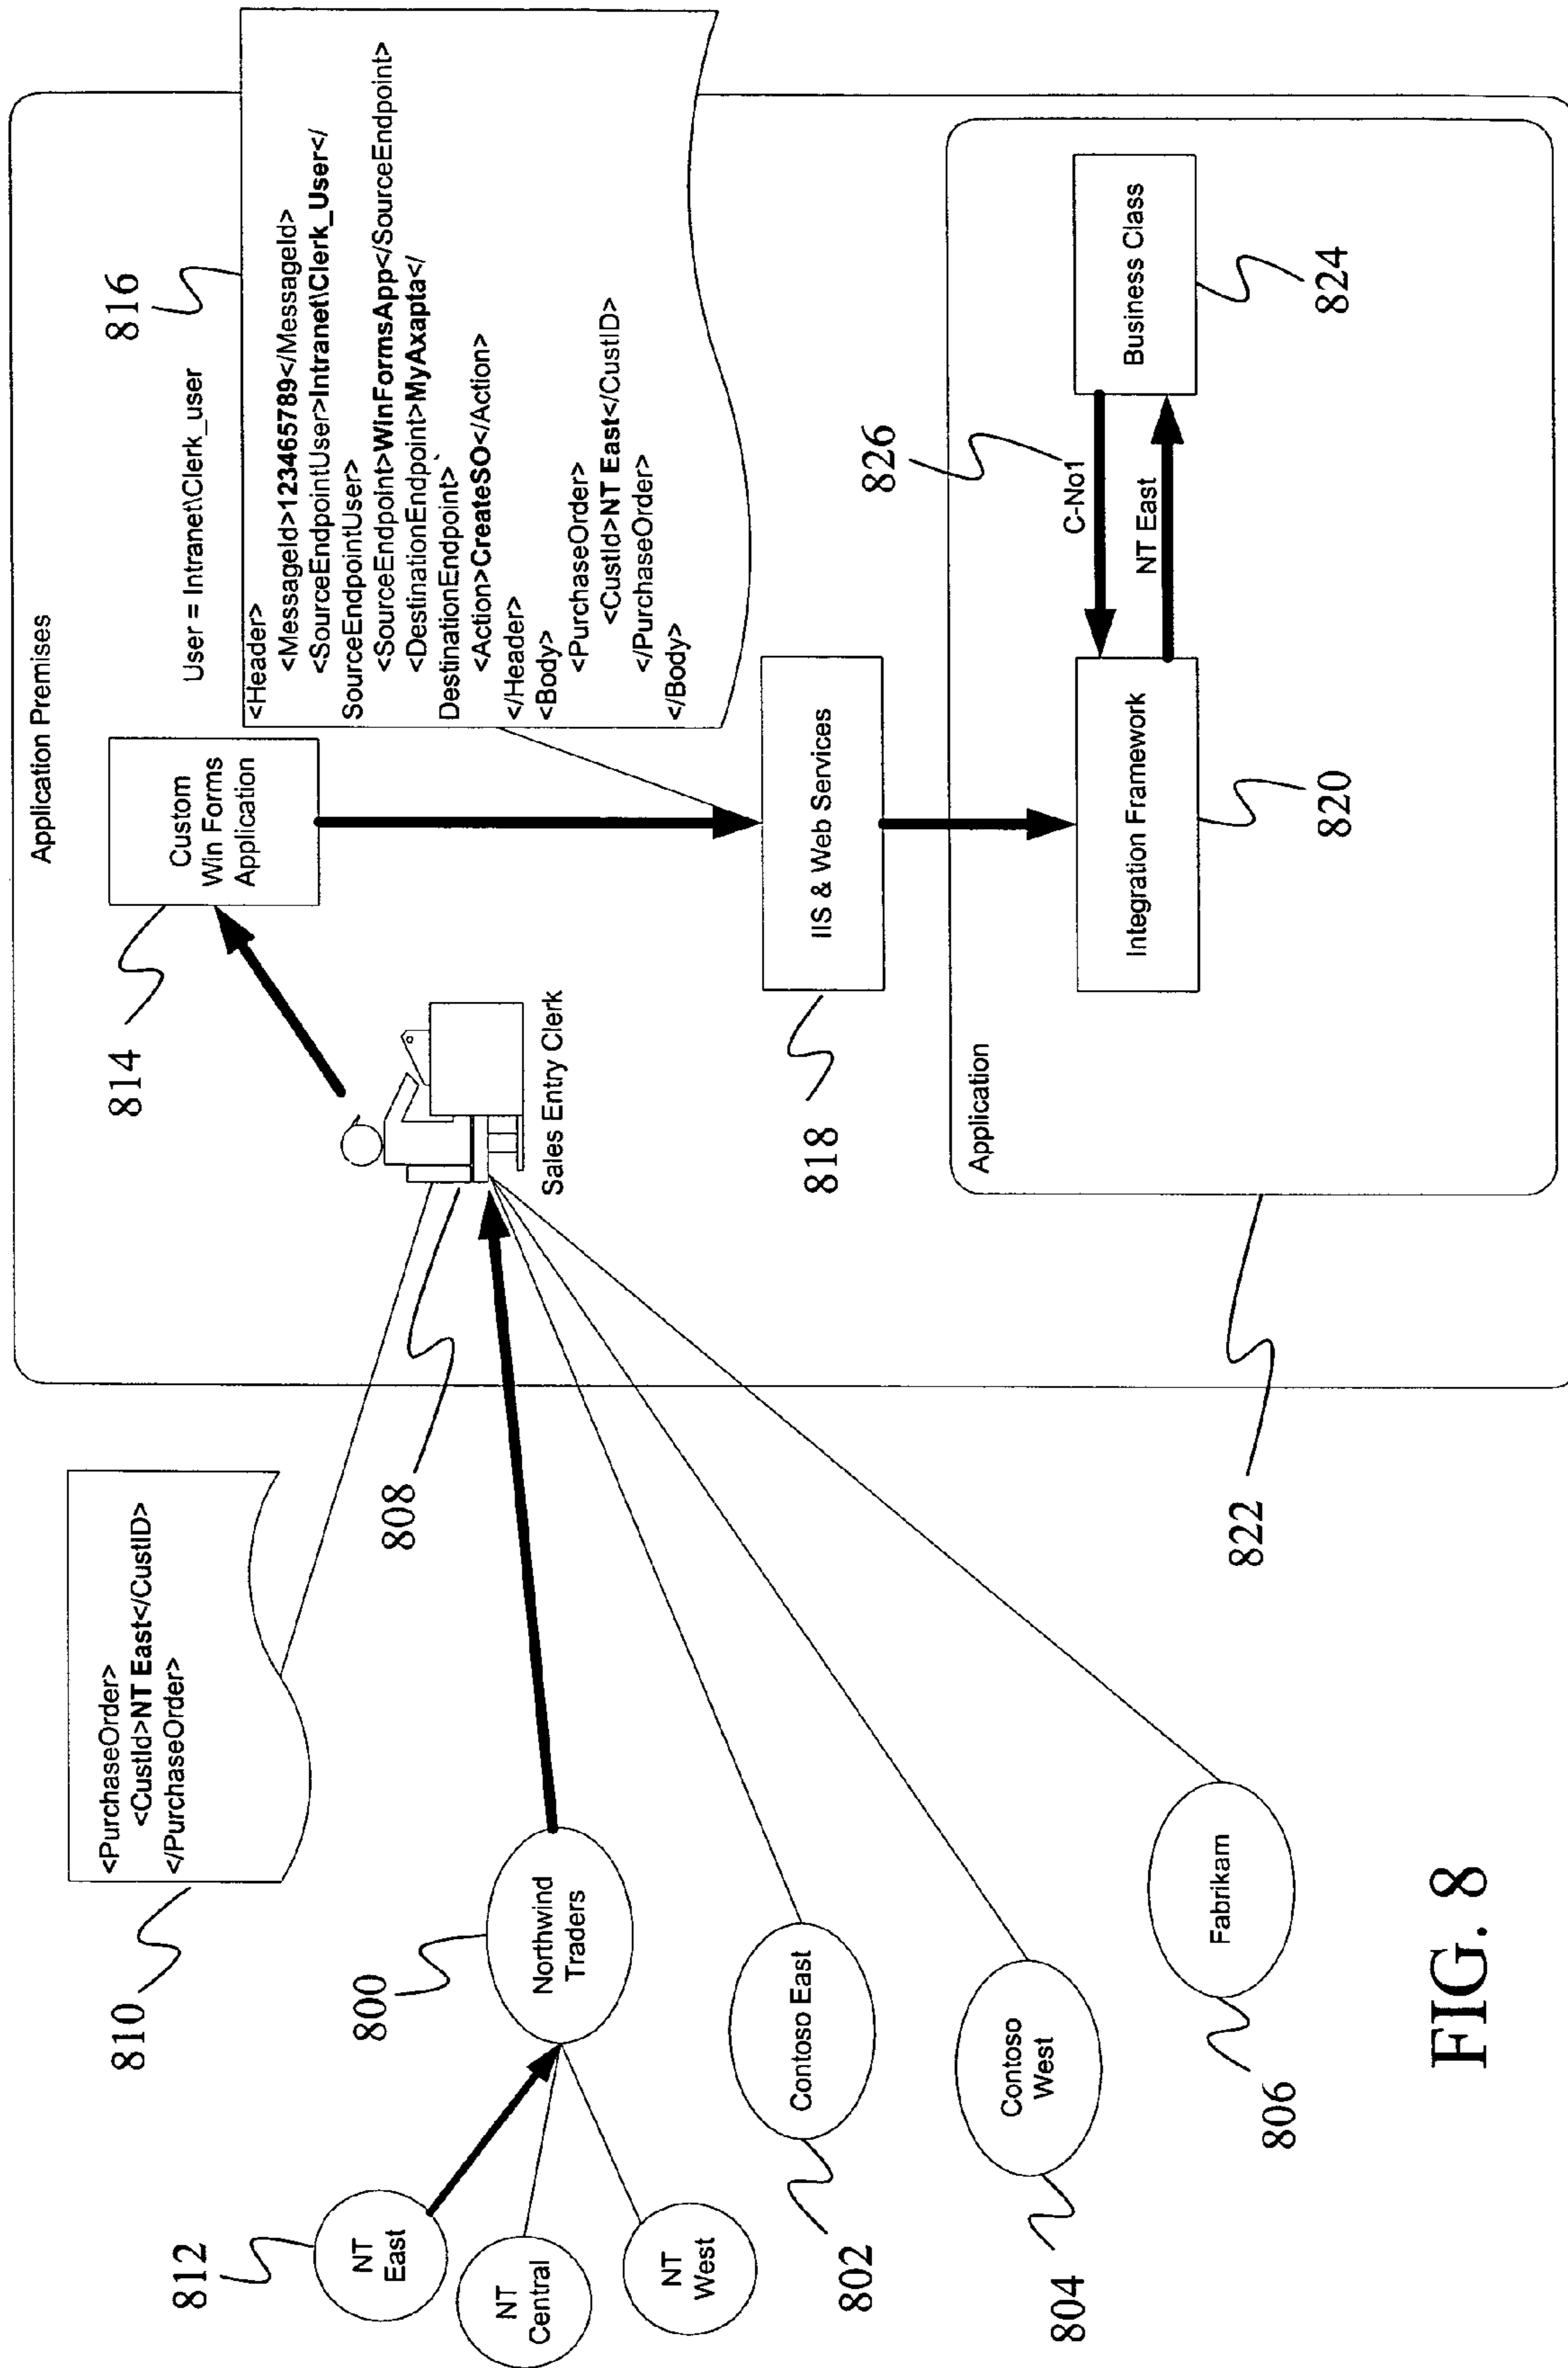 Application Premises
User = Intranet\Clerk_user
816
<Header>
<MessageId>123465789</MessageId>
<SourceEndpointUser>Intranet\Clerk_User</
SourceEndpointUser>
<SourceEndpoint>WinFormsApp</SourceEndpoint>
<DestinationEndpoint>MyAxapta</
DestinationEndpoint>
<Action>CreateSO</Action>
</Header>
<Body>
<PurchaseOrder>
<CustId>NT East</CustID>
</PurchaseOrder>
</Body>
Custom
Win Forms
Application
814
810
<PurchaseOrder>
<CustId>NT East</CustID>
</PurchaseOrder>
808
Sales Entry Clerk
812
NT
East
NT
Central
NT
West
800
Northwind
Traders
Contoso East
802
Contoso
West
804
Fabrikam
806
IIS & Web Services
818
Application
822
Integration Framework
820
826
C-No1
NT East
Business Class
824
FIG. 8